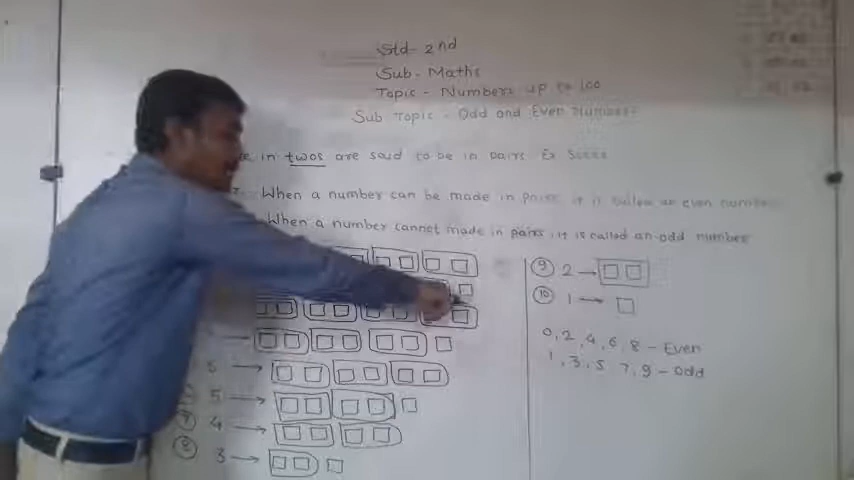 Std- 2nd
Sub- Maths
Topic - Numbers up to 100
Sub Topic - Odd and Even Numbers
in twos are said to be in pairs. Ex
When a number can be made in pairs, it is called an even number
When a number cannot made in pairs, it is called an odd number
6 →
5 →
7 4 →
8 3 →
9 2 →
10 1 →
0, 2, 4, 6, 8 - Even
1, 3, 5 7, 9 - Odd